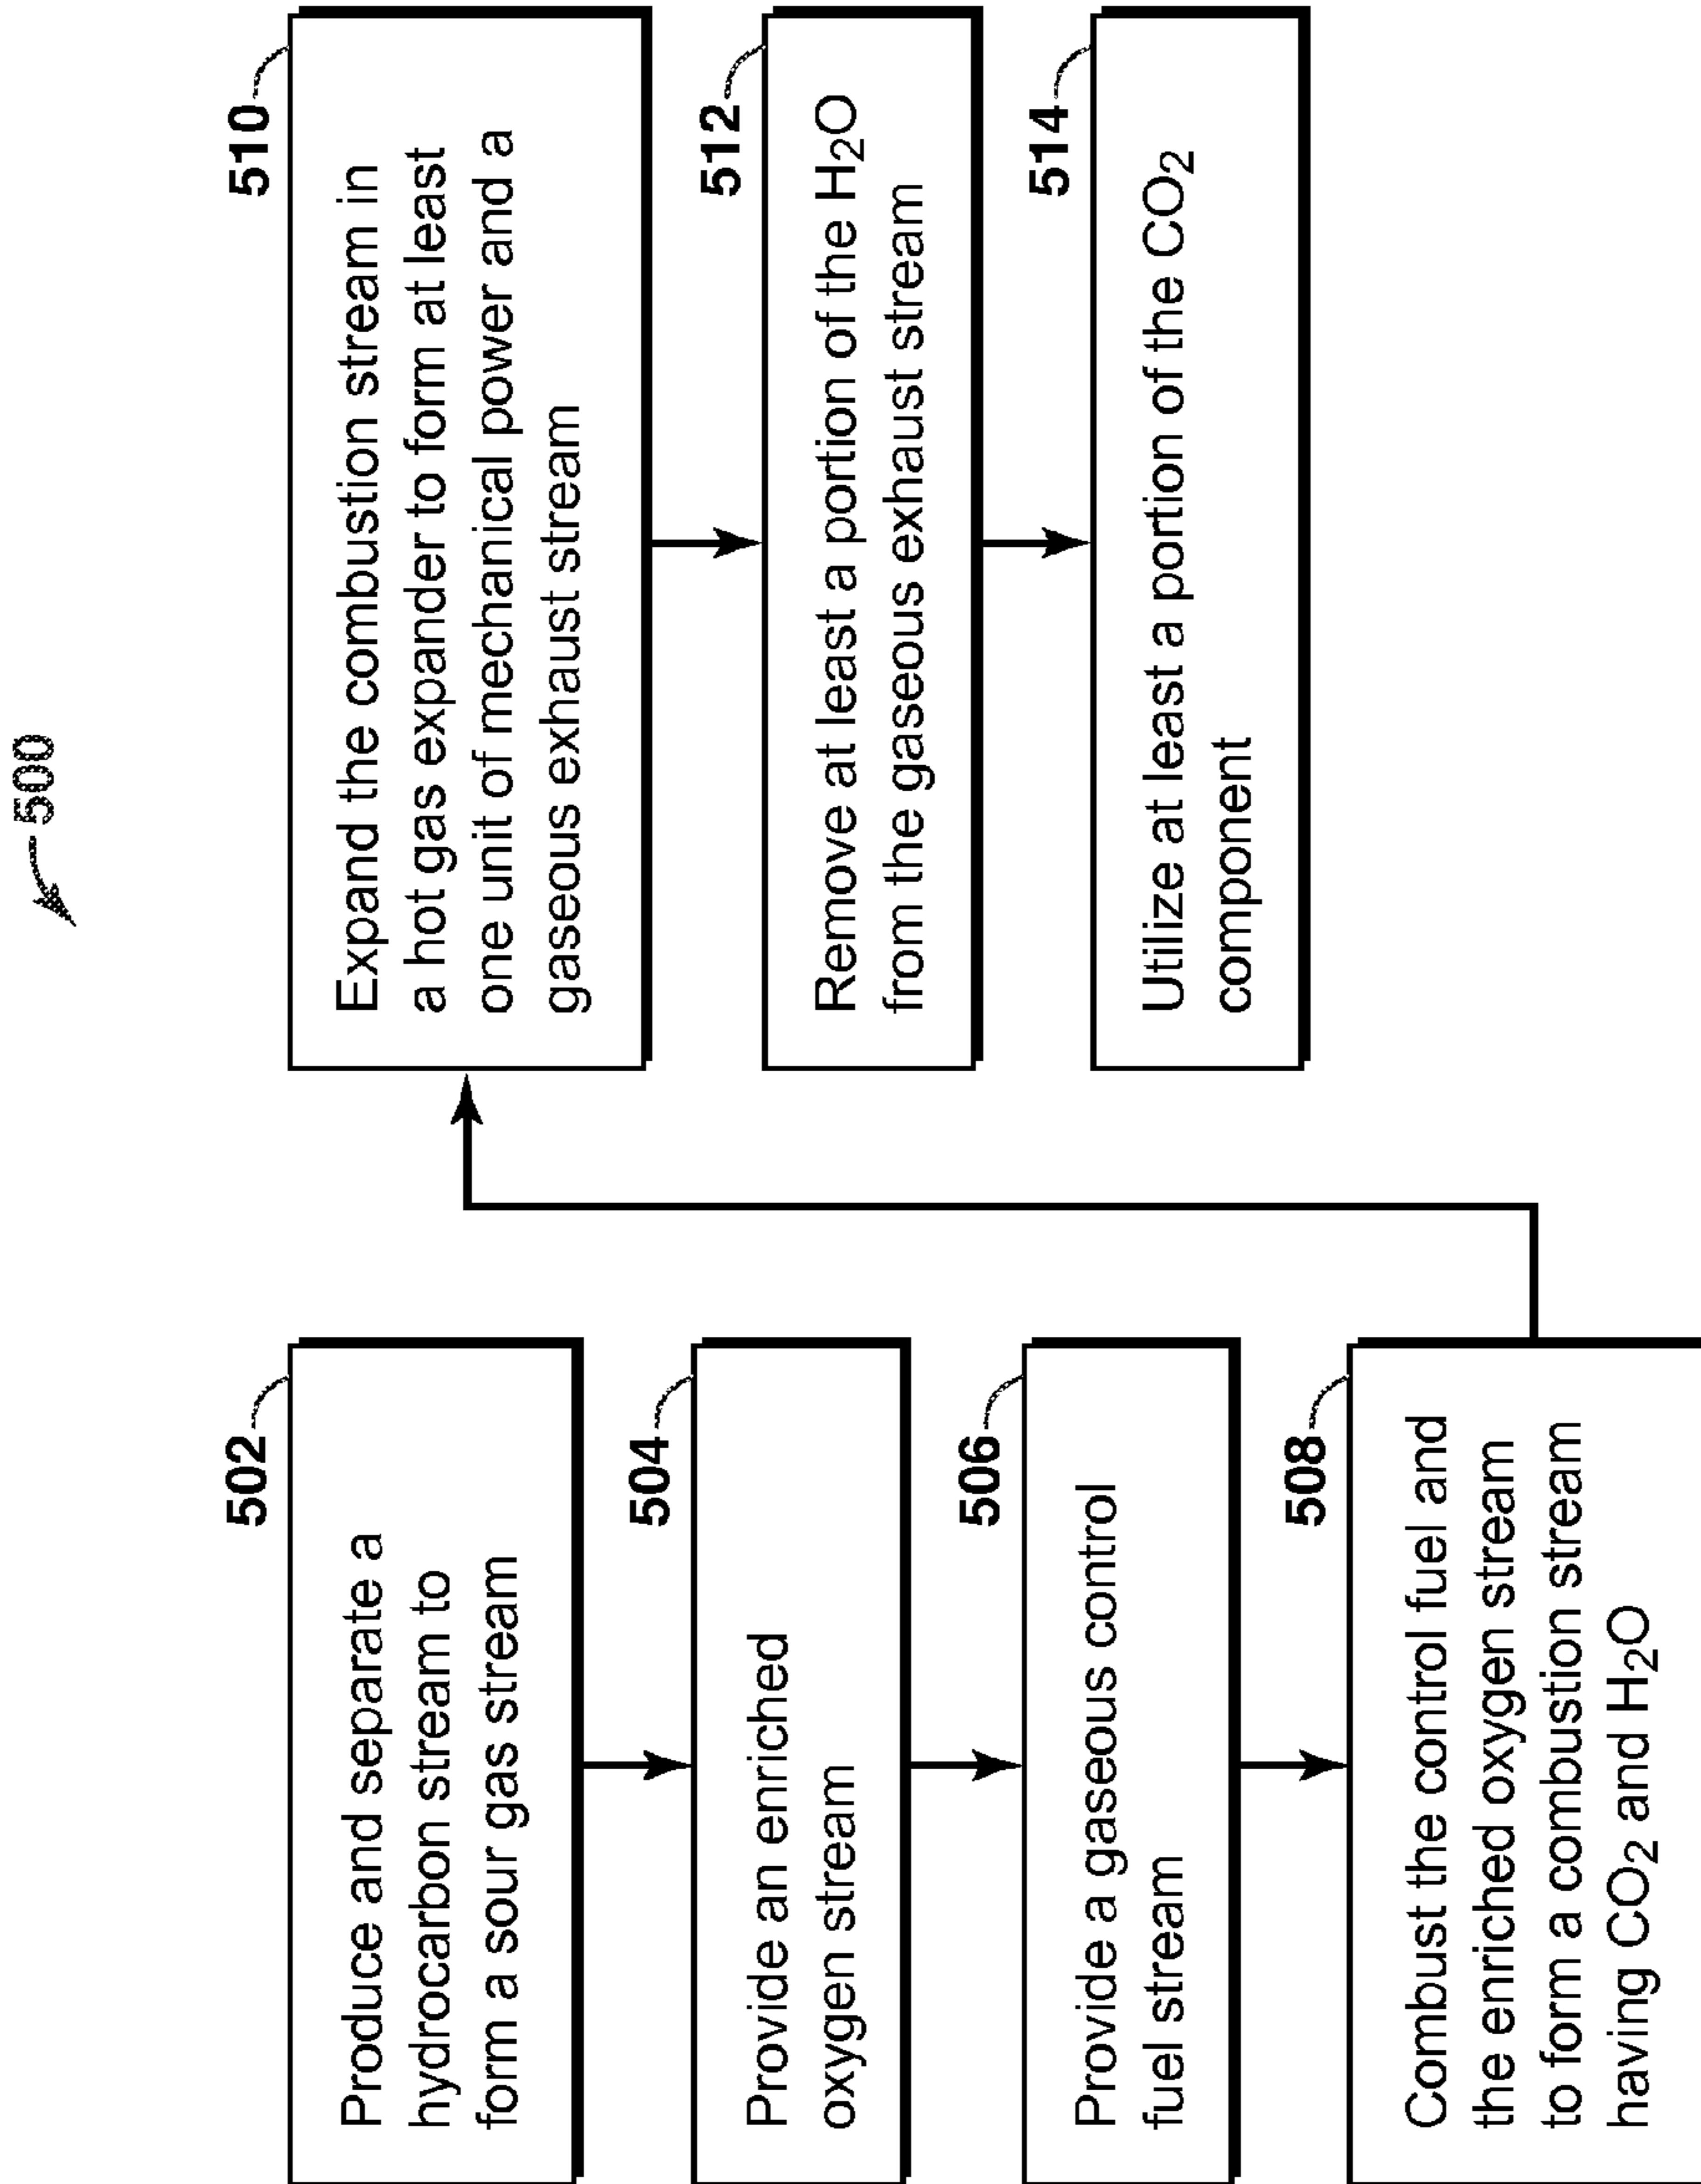 500
502
Produce and separate a
hydrocarbon stream to
form a sour gas stream
504
Provide an enriched
oxygen stream
506
Provide a gaseous control
fuel stream
508
Combust the control fuel and
the enriched oxygen stream
to form a combustion stream
having CO₂ and H₂O
510
Expand the combustion stream in
a hot gas expander to form at least
one unit of mechanical power and a
gaseous exhaust stream
512
Remove at least a portion of the H₂O
from the gaseous exhaust stream
514
Utilize at least a portion of the CO₂
component